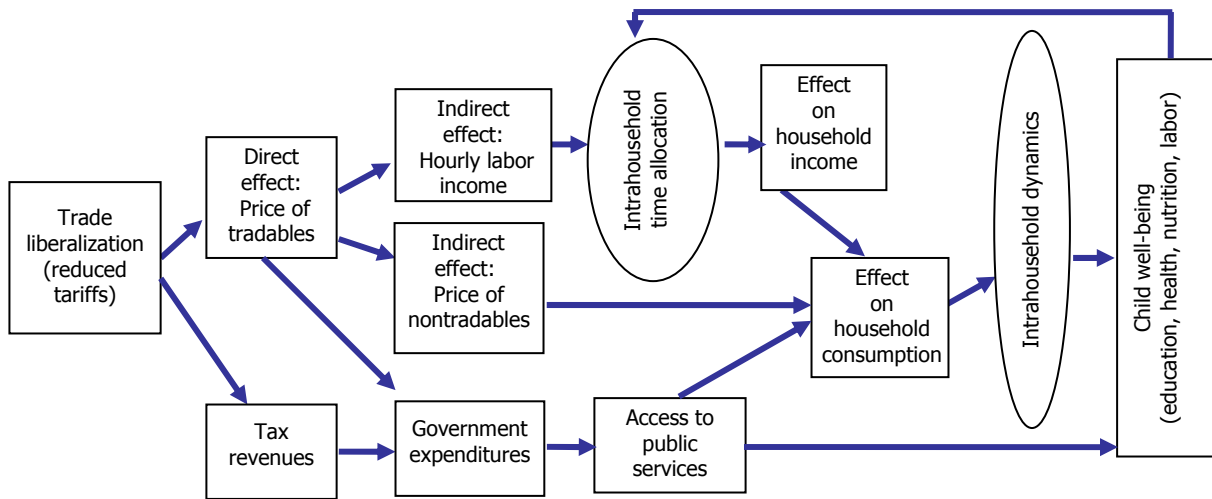 Trade
liberalization
(reduced
tariffs)
Direct
effect:
Price of
tradables
Tax
revenues
Indirect
effect:
Hourly labor
income
Indirect
effect:
Price of
nontradables
Government
expenditures
Intrahousehold
time allocation
Access to
public
services
Effect
on
household
income
Effect
on
household
consumption
Intrahousehold dynamics
Child well-being
(education, health, nutrition, labor)